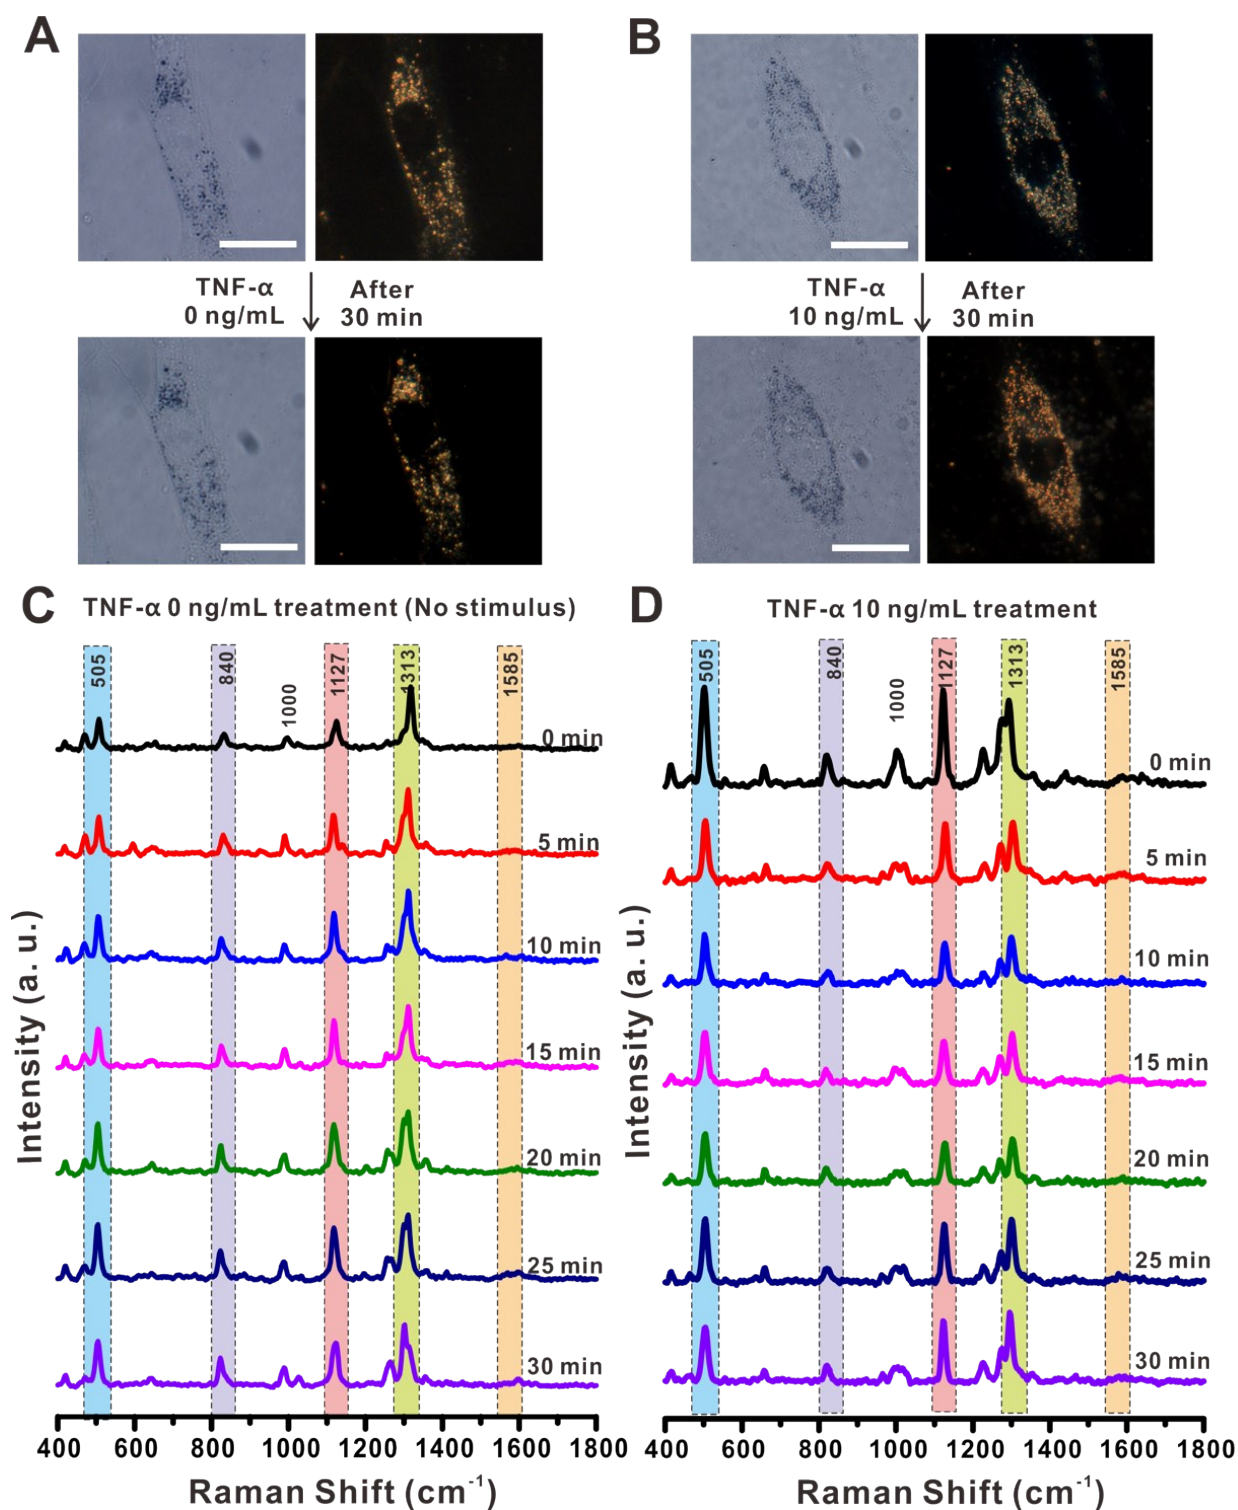 A
B
TNF-α
0 ng/mL
After
30 min
TNF-α
10 ng/mL
After
30 min
C
TNF-α 0 ng/mL treatment (No stimulus)
505
840
1000
1127
1313
1585
0 min
5 min
10 min
15 min
20 min
25 min
30 min
Intensity (a. u.)
400
600
800
1000
1200
1400
1600
1800
Raman Shift (cm⁻¹)
D
TNF-α 10 ng/mL treatment
505
840
1000
1127
1313
1585
0 min
5 min
10 min
15 min
20 min
25 min
30 min
Intensity (a. u.)
400
600
800
1000
1200
1400
1600
1800
Raman Shift (cm⁻¹)